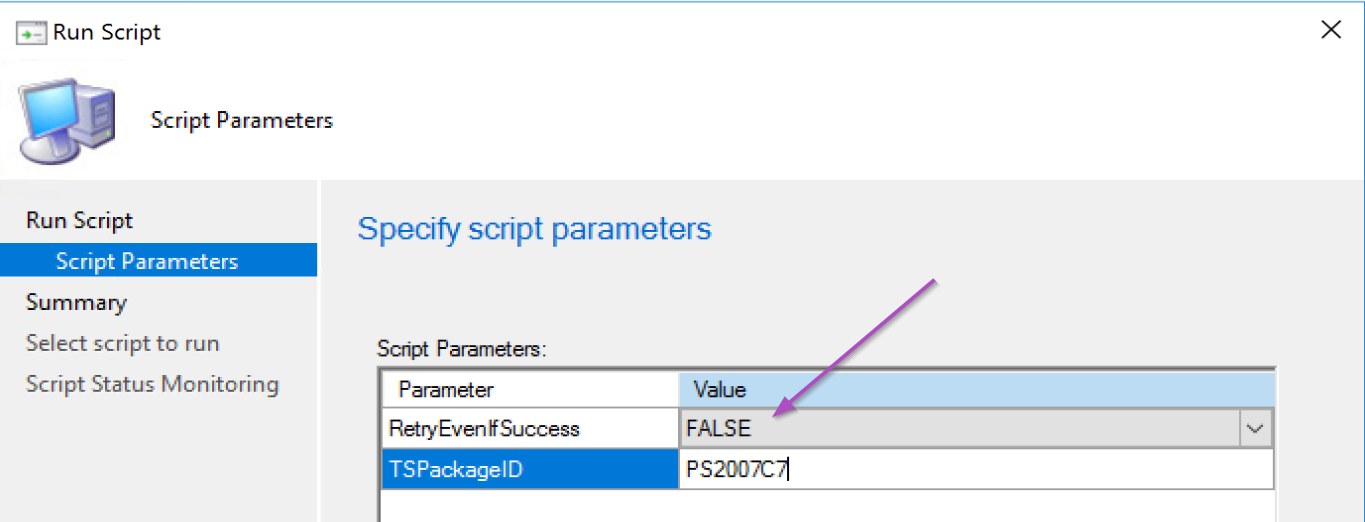 Run Script
Script Parameters
Run Script
Script Parameters
Summary
Select script to run
Script Status Monitoring
Specify script parameters
Script Parameters:
Parameter Value
RetryEvenIfSuccess FALSE
TSPackageID PS2007C7